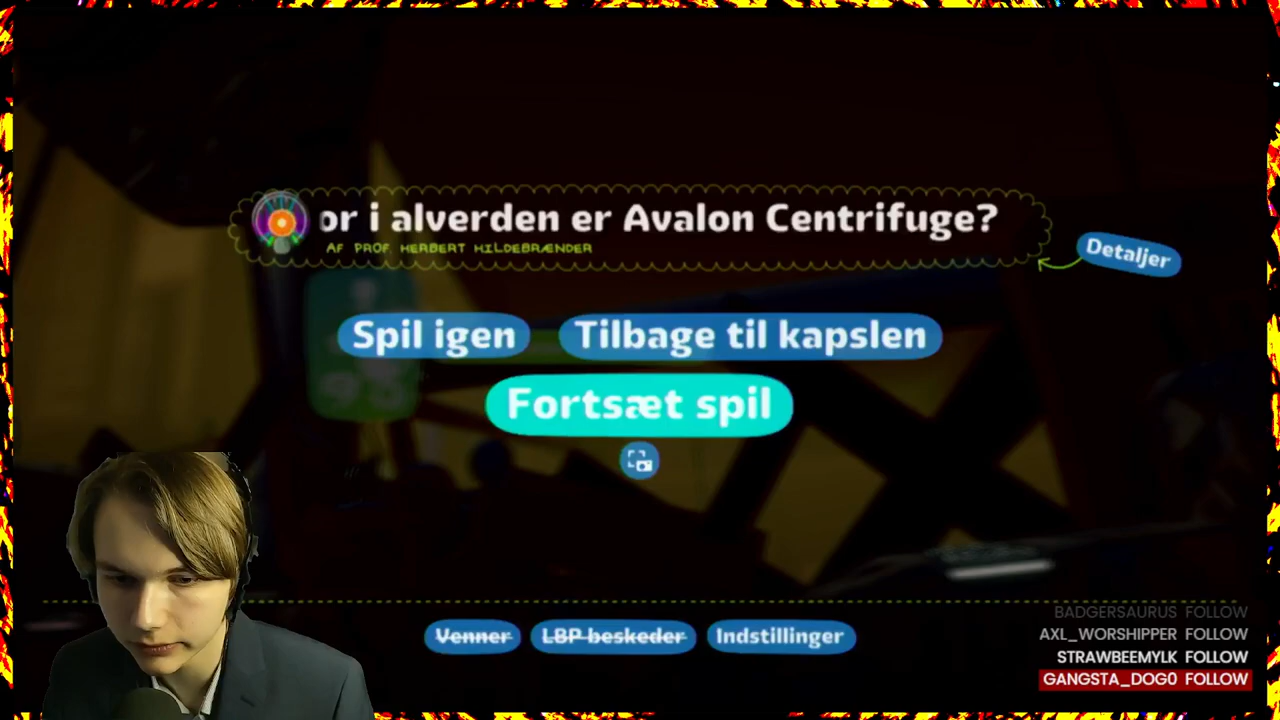 or i alverden er Avalon Centrifuge?
AF PROF HERBERT HILDEBRÆNDER
Detaljer
Spil igen
Tilbage til kapslen
Fortsæt spil
Venner
LBP beskeder
Indstillinger
BADGERSAURUS FOLLOW
AXL_WORSHIPPER FOLLOW
STRAWBEEMYLK FOLLOW
GANGSTA_DOG0 FOLLOW